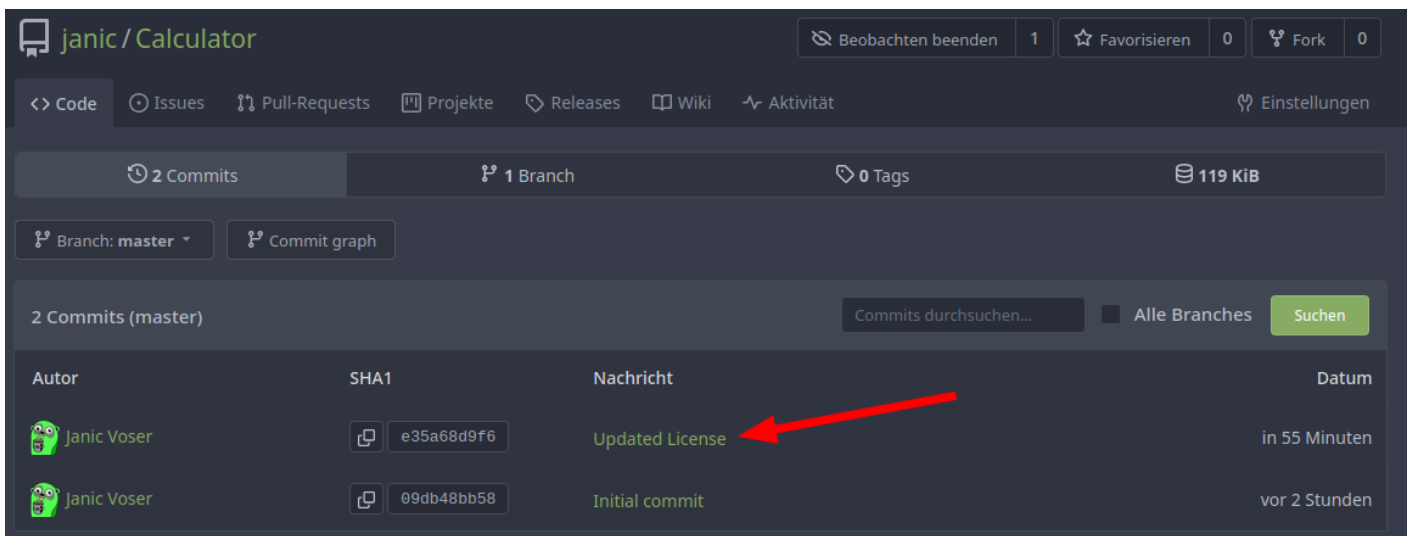 janic / Calculator
Beobachten beenden 1 Favorisieren 0 Fork 0
Code Issues Pull-Requests Projekte Releases Wiki Aktivität Einstellungen
2 Commits 1 Branch 0 Tags 119 KiB
Branch: master Commit graph
2 Commits (master) Commits durchsuchen... Alle Branches Suchen
Autor SHA1 Nachricht Datum
Janic Voser e35a68d9f6 Updated License in 55 Minuten
Janic Voser 09db48bb58 Initial commit vor 2 Stunden